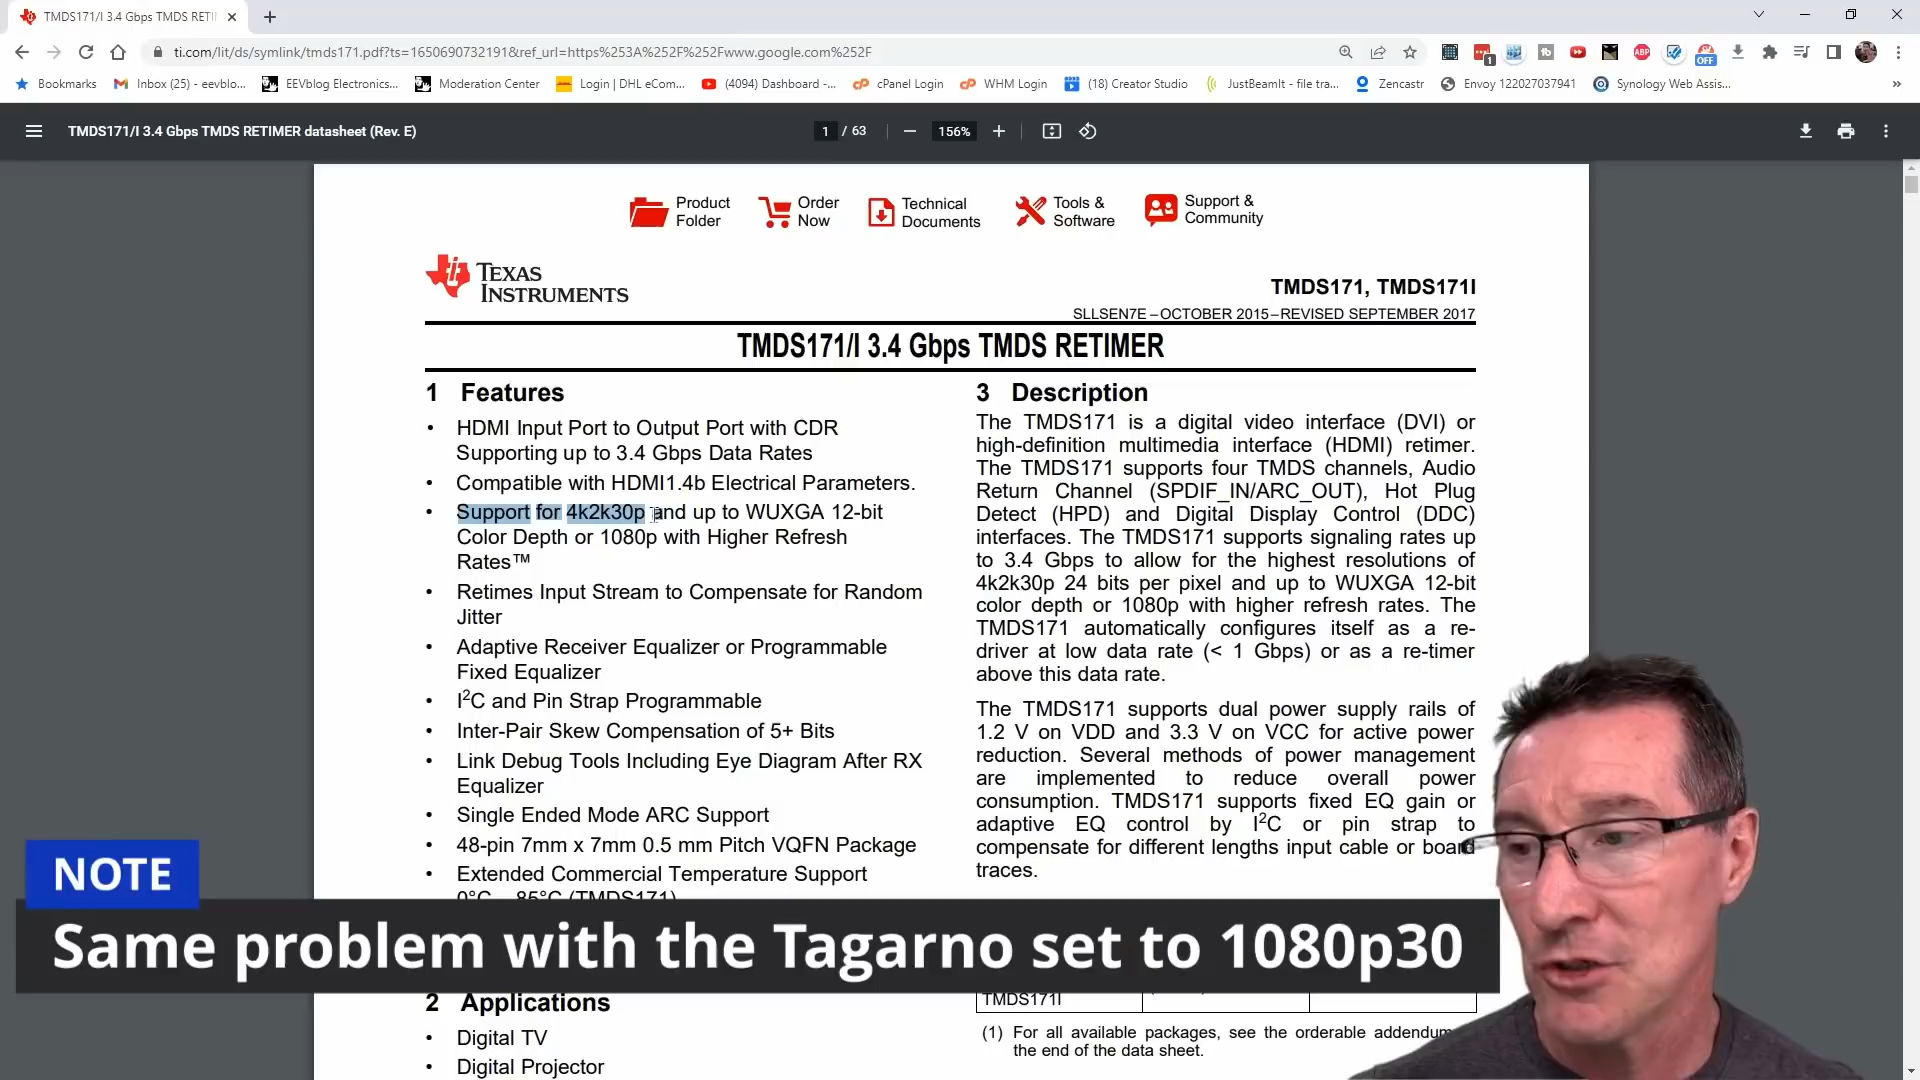 TMDS171/I 3.4 Gbps TMDS RETI
ti.com/lit/ds/symlink/tmds171.pdf?ts=1650690732191&ref_url=https%253A%252F%252Fwww.google.com%252F
1
ABP
OFF
Bookmarks
Inbox (25) - eevblo...
EEVblog Electronics...
Moderation Center
Login | DHL eCom...
(4094) Dashboard -...
cPanel Login
WHM Login
(18) Creator Studio
JustBeamIt - file tra...
Zencastr
Envoy 122027037941
Synology Web Assis...
»
TMDS171/I 3.4 Gbps TMDS RETIMER datasheet (Rev. E)
1 / 63
156%
Product
Folder
Order
Now
Technical
Documents
Tools &
Software
Support &
Community
TEXAS
INSTRUMENTS
TMDS171, TMDS171I
SLLSEN7E –OCTOBER 2015–REVISED SEPTEMBER 2017
TMDS171/I 3.4 Gbps TMDS RETIMER
1 Features
• HDMI Input Port to Output Port with CDR
Supporting up to 3.4 Gbps Data Rates
• Compatible with HDMI1.4b Electrical Parameters.
• Support for 4k2k30p and up to WUXGA 12-bit
Color Depth or 1080p with Higher Refresh
Rates™
• Retimes Input Stream to Compensate for Random
Jitter
• Adaptive Receiver Equalizer or Programmable
Fixed Equalizer
• I²C and Pin Strap Programmable
• Inter-Pair Skew Compensation of 5+ Bits
• Link Debug Tools Including Eye Diagram After RX
Equalizer
• Single Ended Mode ARC Support
• 48-pin 7mm x 7mm 0.5 mm Pitch VQFN Package
• Extended Commercial Temperature Support
0°C – 85°C (TMDS171)
2 Applications
• Digital TV
• Digital Projector
3 Description
The TMDS171 is a digital video interface (DVI) or
high-definition multimedia interface (HDMI) retimer.
The TMDS171 supports four TMDS channels, Audio
Return Channel (SPDIF_IN/ARC_OUT), Hot Plug
Detect (HPD) and Digital Display Control (DDC)
interfaces. The TMDS171 supports signaling rates up
to 3.4 Gbps to allow for the highest resolutions of
4k2k30p 24 bits per pixel and up to WUXGA 12-bit
color depth or 1080p with higher refresh rates. The
TMDS171 automatically configures itself as a re-
driver at low data rate (< 1 Gbps) or as a re-timer
above this data rate.
The TMDS171 supports dual power supply rails of
1.2 V on VDD and 3.3 V on VCC for active power
reduction. Several methods of power management
are implemented to reduce overall power
consumption. TMDS171 supports fixed EQ gain or
adaptive EQ control by I²C or pin strap to
compensate for different lengths input cable or board
traces.
TMDS171I
(1) For all available packages, see the orderable addendum
the end of the data sheet.
NOTE
Same problem with the Tagarno set to 1080p30